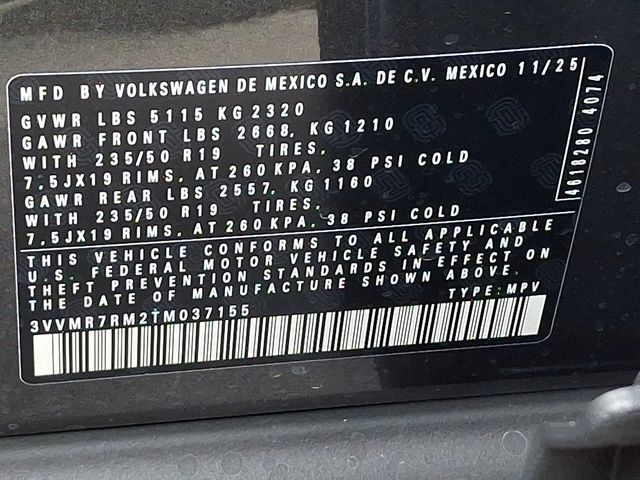 MFD BY VOLKSWAGEN DE MEXICO S.A. DE C.V. MEXICO 11/25
GVWR LBS 5115 KG 2320
GAWR FRONT LBS 2668, KG 1210
WITH 235/50 R19 TIRES,
7,5JX19 RIMS, AT 260 KPA, 38 PSI COLD
GAWR REAR LBS 2557, KG 1160
WITH 235/50 R19 TIRES,
7,5JX19 RIMS, AT 260 KPA, 38 PSI COLD
4618280 4074
THIS VEHICLE CONFORMS TO ALL APPLICABLE
U.S. FEDERAL MOTOR VEHICLE SAFETY AND
THEFT PREVENTION STANDARDS IN EFFECT ON
THE DATE OF MANUFACTURE SHOWN ABOVE.
3VVMR7RM2TM037155 TYPE: MPV